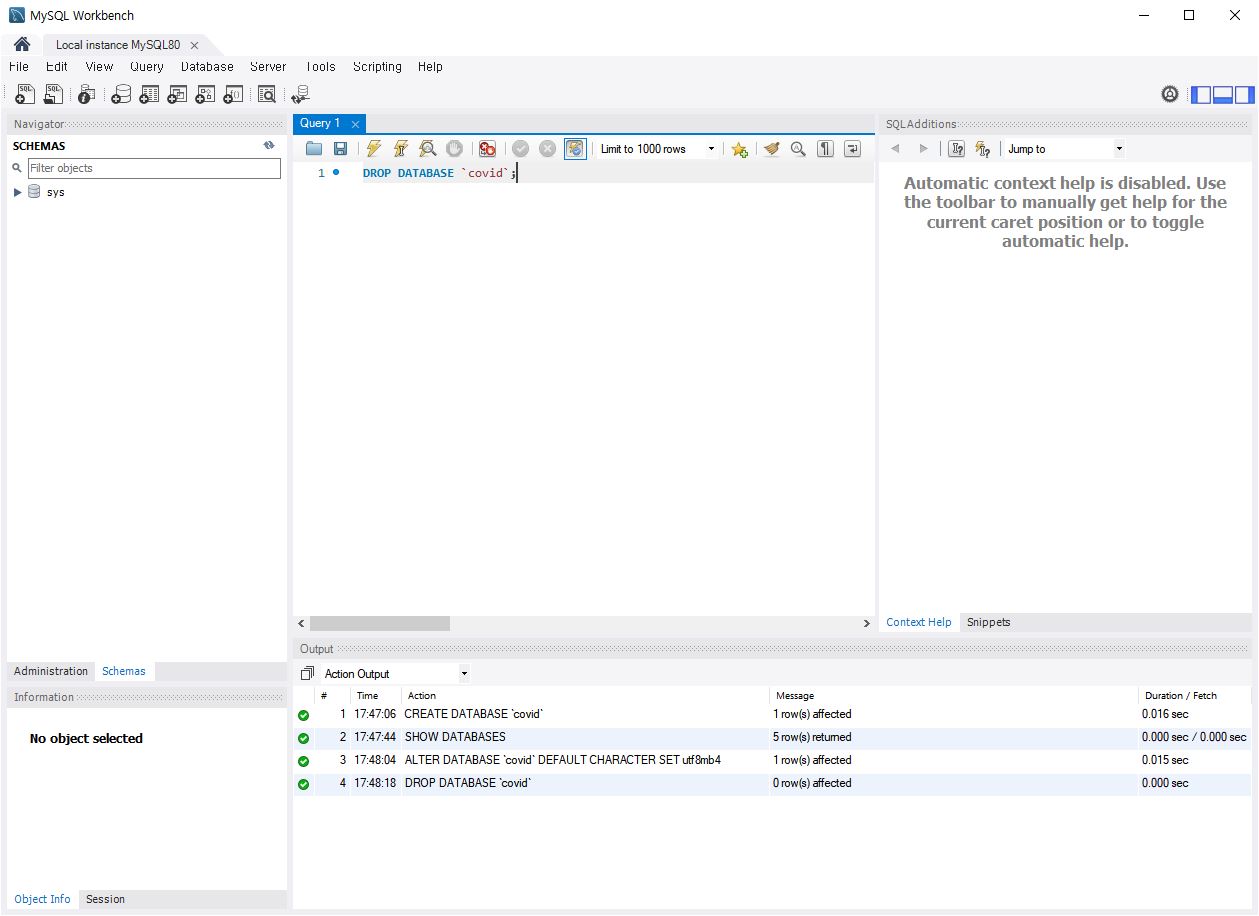 MySQL Workbench
Local instance MySQL80
File Edit View Query Database Server Tools Scripting Help
Navigator
SCHEMAS
Filter objects
sys
Administration Schemas
Information
No object selected
Object Info Session
Query 1
Limit to 1000 rows
1 DROP DATABASE `covid`;
SQLAdditions
Jump to
Automatic context help is disabled. Use
the toolbar to manually get help for the
current caret position or to toggle
automatic help.
Context Help Snippets
Output
Action Output
# Time Action Message Duration / Fetch
1 17:47:06 CREATE DATABASE `covid` 1 row(s) affected 0.016 sec
2 17:47:44 SHOW DATABASES 5 row(s) returned 0.000 sec / 0.000 sec
3 17:48:04 ALTER DATABASE `covid` DEFAULT CHARACTER SET utf8mb4 1 row(s) affected 0.015 sec
4 17:48:18 DROP DATABASE `covid` 0 row(s) affected 0.000 sec